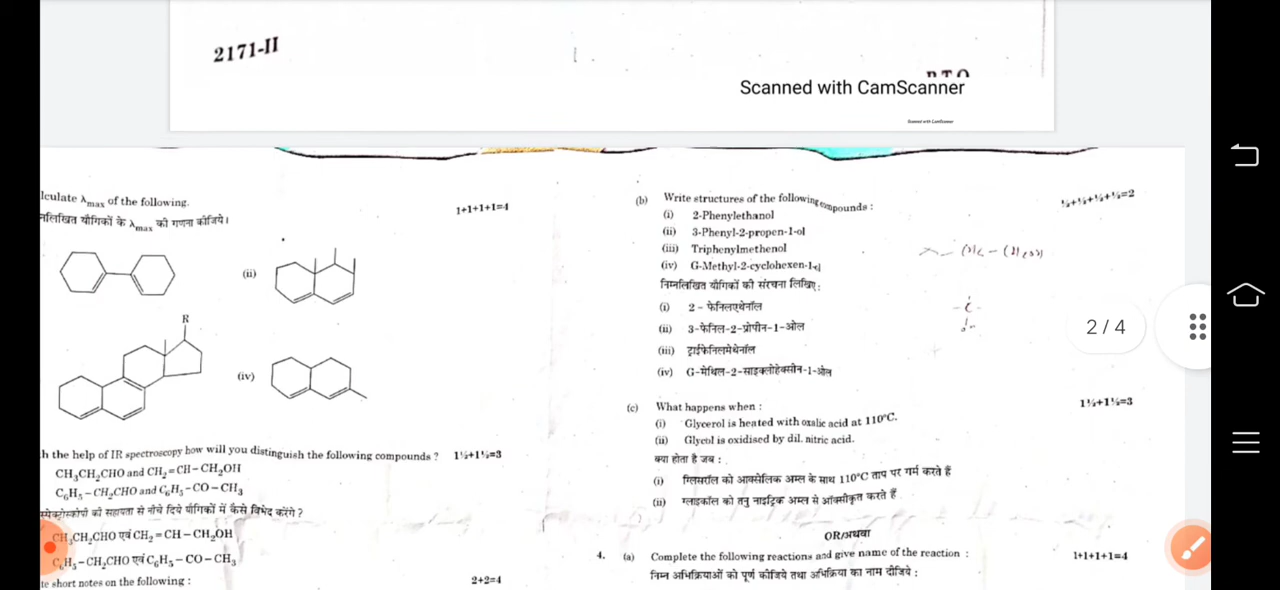 2171-II
Scanned with CamScanner
Scanned with CamScanner
lculate λmax of the following. 1+1+1+1=4
नलिखित यौगिकों के λmax की गणना कीजिये।
(ii)
R
(iv)
h the help of IR spectroscopy how will you distinguish the following compounds ? 1½+1½=3
CH₃CH₂CHO and CH₂=CH−CH₂OH
C₆H₅−CH₂CHO and C₆H₅−CO−CH₃
स्पेक्ट्रोस्कोपी की सहायता से नीचे दिये यौगिकों में कैसे विभेद करेंगे ?
CH₃CH₂CHO एवं CH₂=CH−CH₂OH
C₆H₅−CH₂CHO एवं C₆H₅−CO−CH₃
te short notes on the following : 2+2=4
(b) Write structures of the following compounds : ½+½+½+½=2
(i) 2-Phenylethanol
(ii) 3-Phenyl-2-propen-1-ol
(iii) Triphenylmethenol
(iv) G-Methyl-2-cyclohexen-1-ol
निम्नलिखित यौगिकों की संरचना लिखिए :
(i) 2 - फेनिलएथेनॉल
(ii) 3-फेनिल-2-प्रोपीन-1-ओल
(iii) ट्राईफेनिलमेथेनॉल
(iv) G-मेथिल-2-साइक्लोहेक्सीन-1-ऑल
2 / 4
(c) What happens when : 1½+1½=3
(i) Glycerol is heated with oxalic acid at 110°C.
(ii) Glycol is oxidised by dil. nitric acid.
क्या होता है जब :
(i) ग्लिसरॉल को आक्सेलिक अम्ल के साथ 110°C ताप पर गर्म करते हैं
(ii) ग्लाइकॉल को तनु नाइट्रिक अम्ल से ऑक्सीकृत करते हैं
OR/अथवा
4. (a) Complete the following reactions and give name of the reaction : 1+1+1+1=4
निम्न अभिक्रियाओं को पूर्ण कीजिये तथा अभिक्रिया का नाम दीजिये :